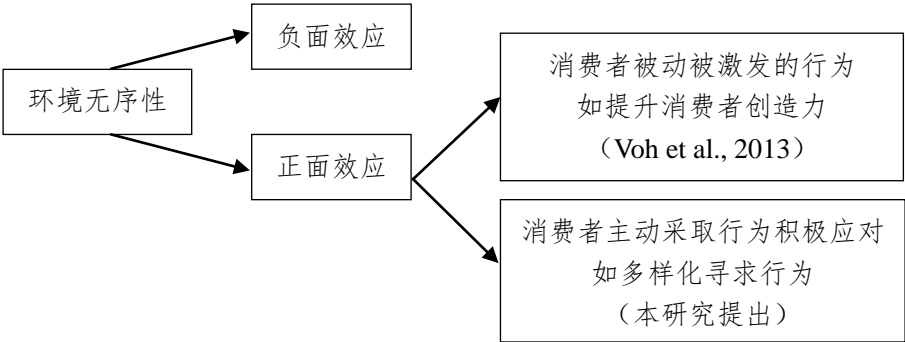 环境无序性
负面效应
正面效应
消费者被动被激发的行为
如提升消费者创造力
（Voh et al., 2013）
消费者主动采取行为积极应对
如多样化寻求行为
（本研究提出）